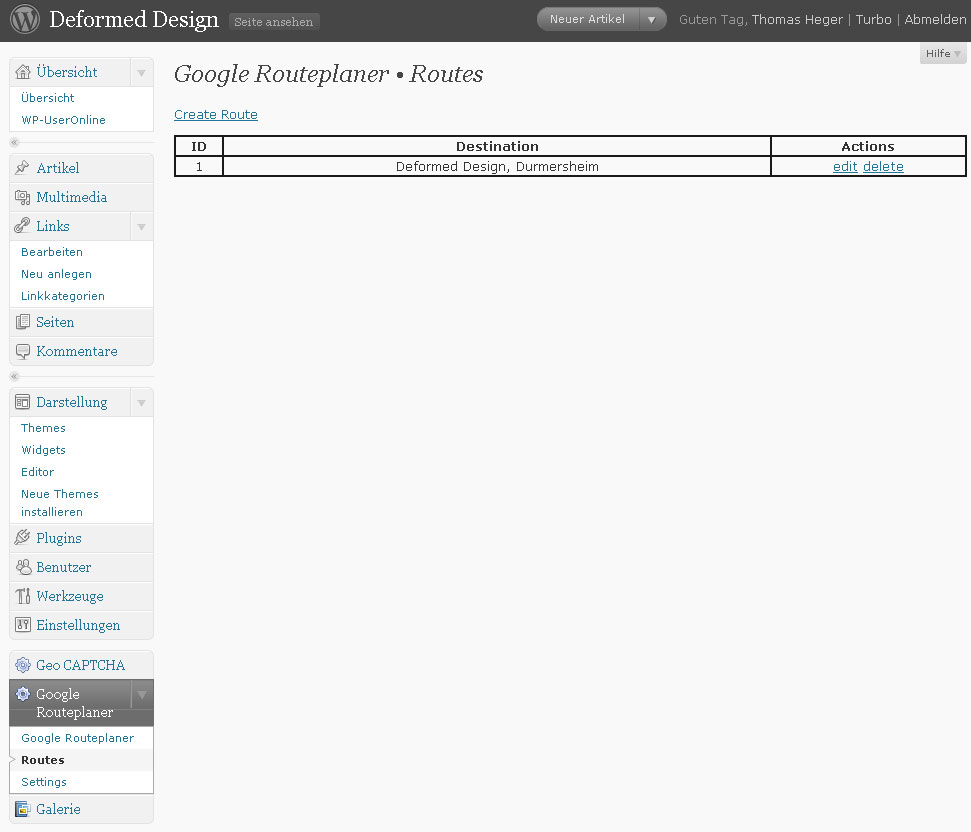 Deformed Design Seite ansehen Neuer Artikel Guten Tag, Thomas Heger | Turbo | Abmelden
Hilfe
Übersicht
Übersicht
WP-UserOnline
Artikel
Multimedia
Links
Bearbeiten
Neu anlegen
Linkkategorien
Seiten
Kommentare
Darstellung
Themes
Widgets
Editor
Neue Themes
installieren
Plugins
Benutzer
Werkzeuge
Einstellungen
Geo CAPTCHA
Google
Routeplaner
Google Routeplaner
Routes
Settings
Galerie
Google Routeplaner • Routes
Create Route
ID Destination Actions
1 Deformed Design, Durmersheim edit delete